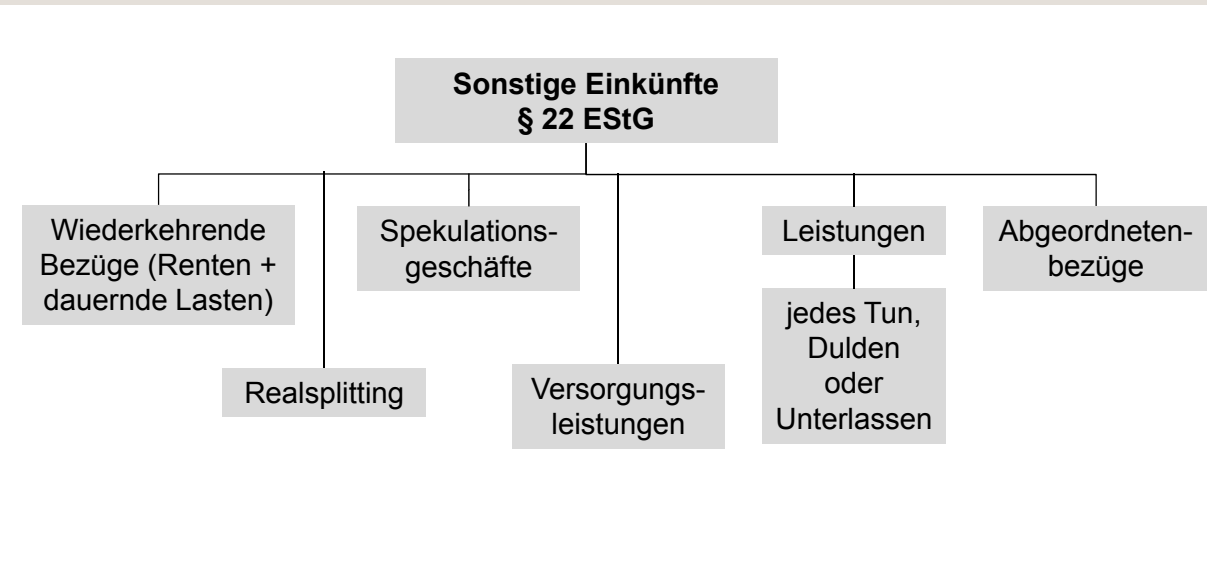 Sonstige Einkünfte
§ 22 EStG
Wiederkehrende
Bezüge (Renten +
dauernde Lasten)
Realsplitting
Spekulations-
geschäfte
Versorgungs-
leistungen
Leistungen
jedes Tun,
Dulden
oder
Unterlassen
Abgeordneten-
bezüge